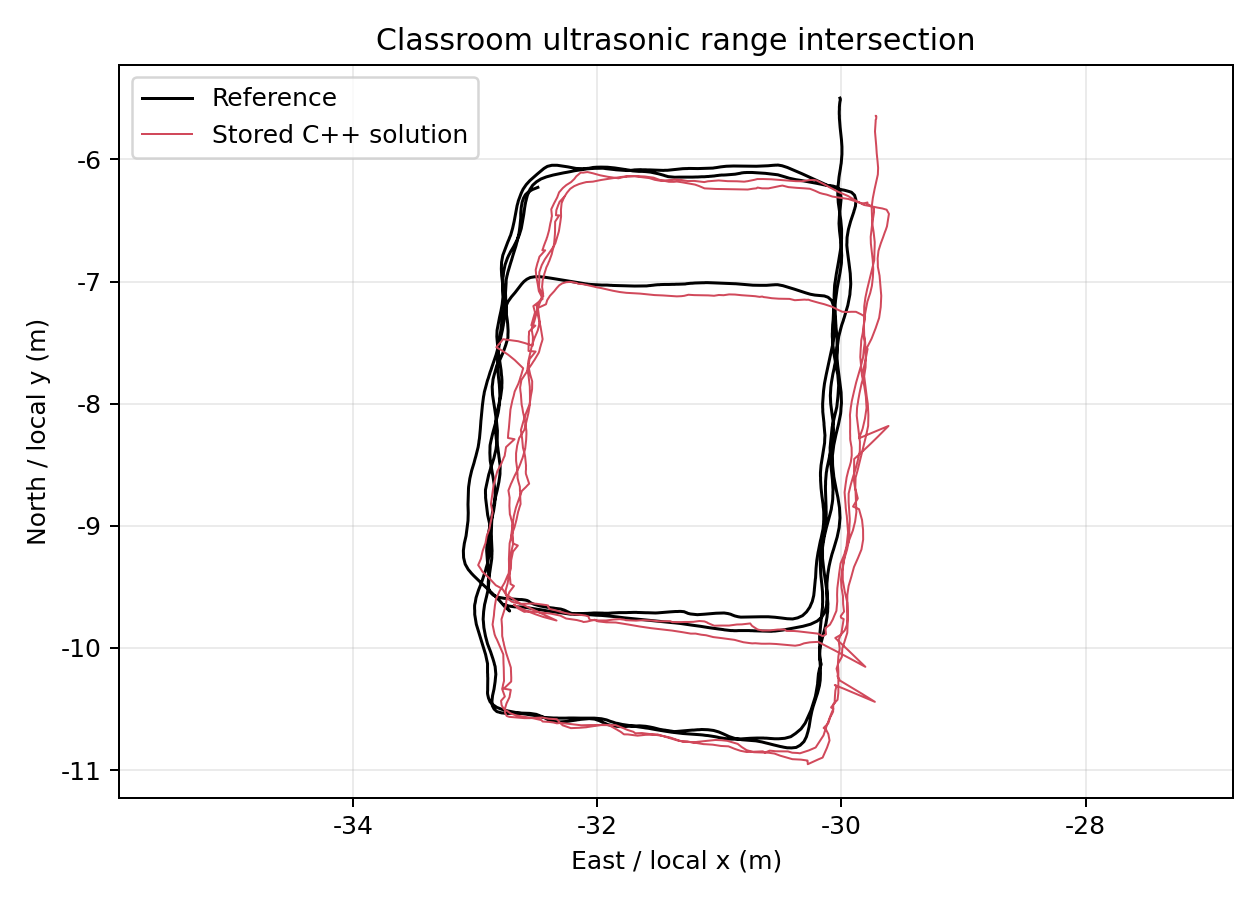 Classroom ultrasonic range intersection
Reference
Stored C++ solution
North / local y (m)
-6
-7
-8
-9
-10
-11
-34
-32
-30
-28
East / local x (m)